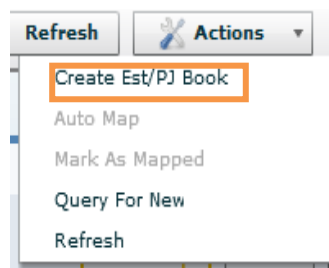 Refresh Actions
Create Est/PJ Book
Auto Map
Mark As Mapped
Query For New
Refresh